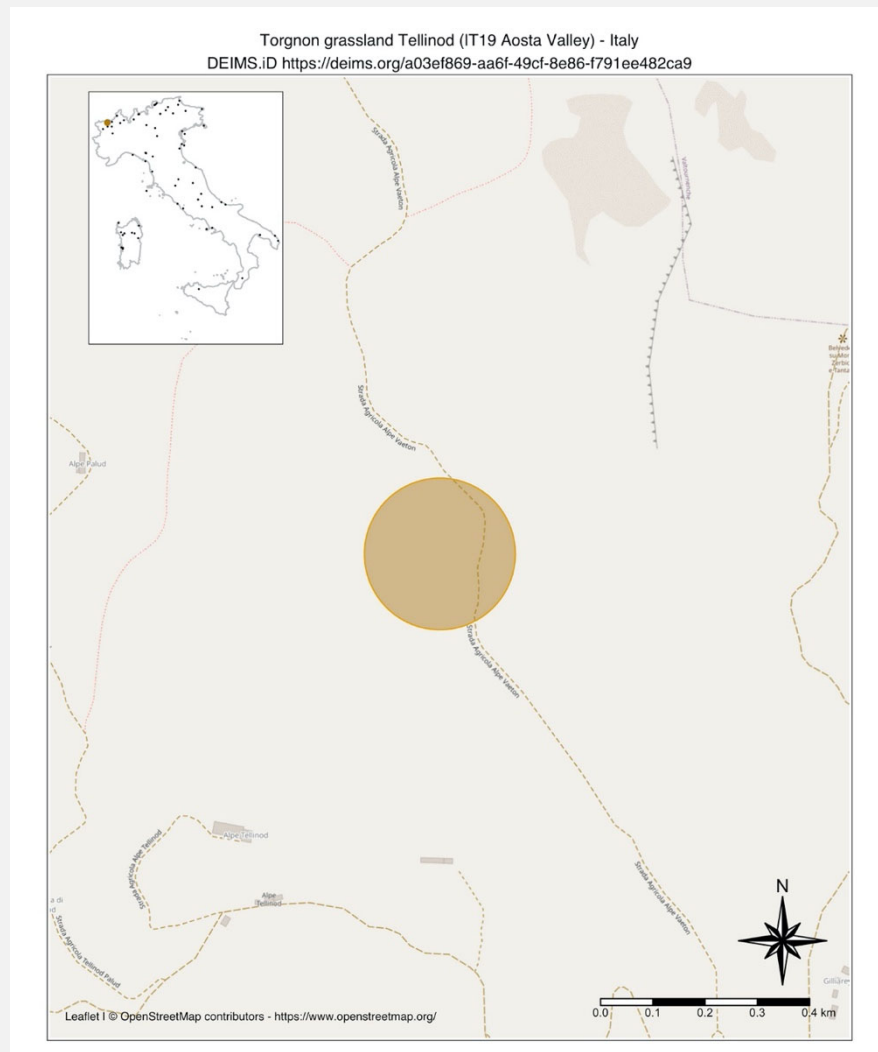 Torgnon grassland Tellinod (IT19 Aosta Valley) - Italy
DEIMS.iD https://deims.org/a03ef869-aa6f-49cf-8e86-f791ee482ca9
Strada Agricola Alpe Vaeton
Valtournenche
Strada Agricola Alpe Vaeton
Alpe Palud
Strada Agricola Alpe Vaeton
Alpe Tellinod
Strada Agricola Alpe Tellinod
Alpe
Tellinod
Strada Agricola Alpe Vaeton
Strada Agricola Tellinod Palud
N
Leaflet | © OpenStreetMap contributors - https://www.openstreetmap.org/
0.0 0.1 0.2 0.3 0.4 km